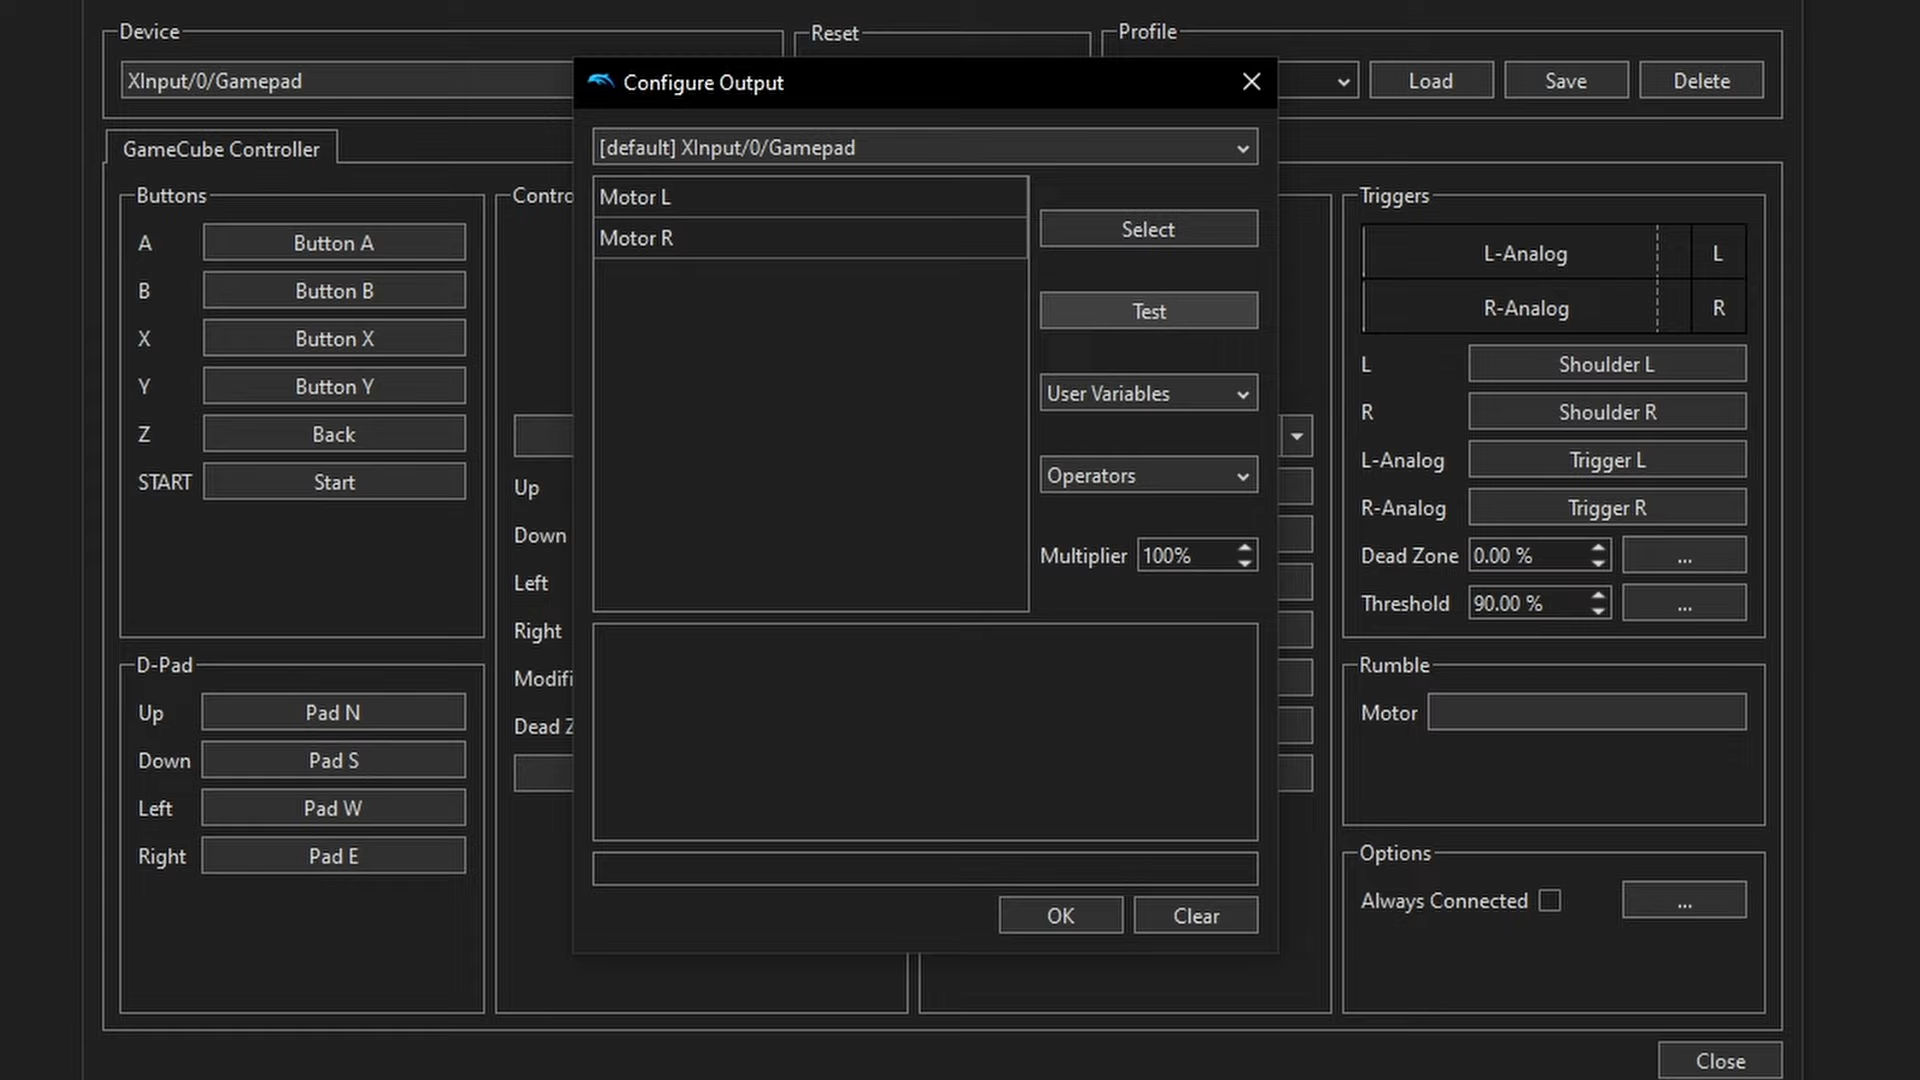 Device
Reset
Profile
XInput/0/Gamepad
Load
Save
Delete
Configure Output
[default] XInput/0/Gamepad
Motor L
Motor R
Select
Test
User Variables
Operators
Multiplier 100%
OK
Clear
GameCube Controller
Buttons
A Button A
B Button B
X Button X
Y Button Y
Z Back
START Start
D-Pad
Up Pad N
Down Pad S
Left Pad W
Right Pad E
Contro
Up
Down
Left
Right
Modifi
Dead Z
Triggers
L-Analog L
R-Analog R
L Shoulder L
R Shoulder R
L-Analog Trigger L
R-Analog Trigger R
Dead Zone 0.00 % ...
Threshold 90.00 % ...
Rumble
Motor
Options
Always Connected ...
Close